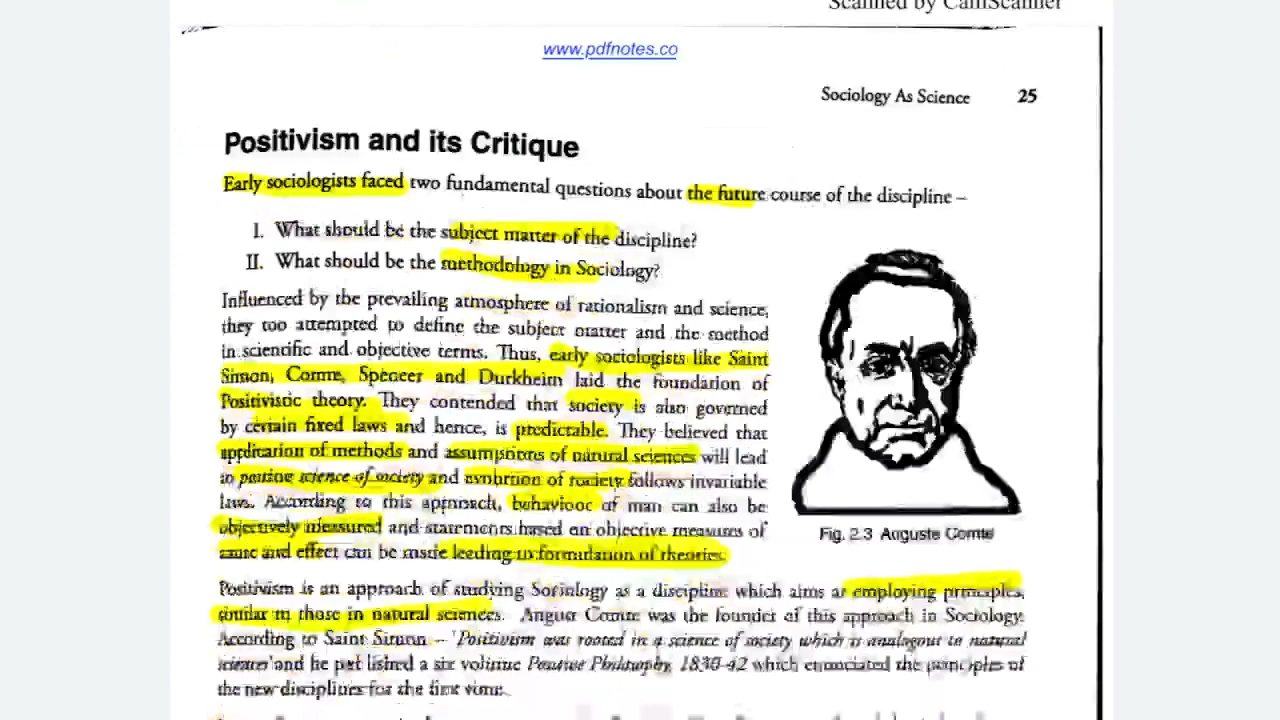 Scanned by CamScanner
www.pdfnotes.co
Sociology As Science 25
Positivism and its Critique
Early sociologists faced two fundamental questions about the future course of the discipline –
I. What should be the subject matter of the discipline?
II. What should be the methodology in Sociology?
Influenced by the prevailing atmosphere of rationalism and science,
they too attempted to define the subject matter and the method
in scientific and objective terms. Thus, early sociologists like Saint
Simon, Comte, Spencer and Durkheim laid the foundation of
Positivistic theory. They contended that society is also governed
by certain fixed laws and hence, is predictable. They believed that
application of methods and assumptions of natural sciences will lead
to positive science of society and evolution of society follows invariable
laws. According to this approach, behaviour of man can also be
objectively measured and statements based on objective measures of
cause and effect can be made leading to formulation of theories.
Fig. 2.3 Auguste Comte
Positivism is an approach of studying Sociology as a discipline which aims at employing principles,
similar to those in natural sciences. Comte was the founder of this approach in Sociology.
According to Saint Simon – 'Positivism was rooted in a science of society which is analogous to natural
science' and he published a six volume Positive Philosophy, 1830-42 which enunciated the principles of
the new disciplines for the first time.